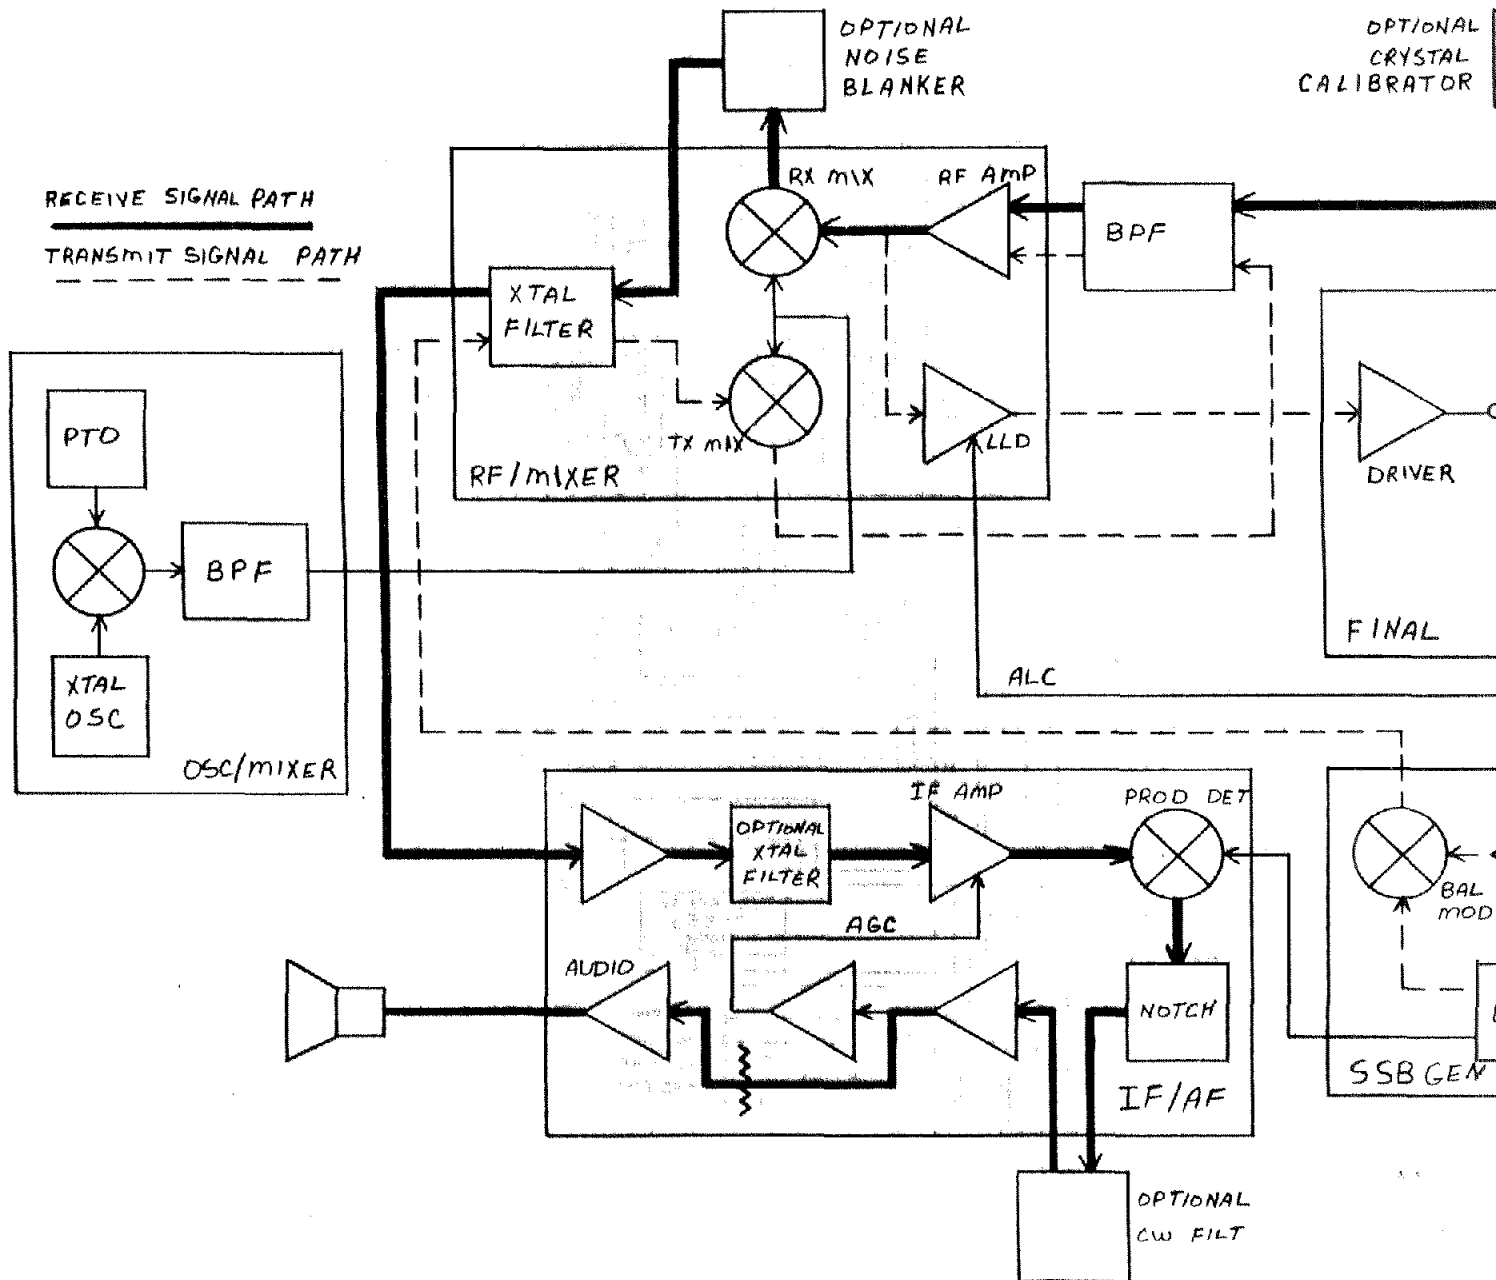 OPTIONAL
NOISE
BLANKER
OPTIONAL
CRYSTAL
CALIBRATOR
RECEIVE SIGNAL PATH
TRANSMIT SIGNAL PATH
RX MIX
RF AMP
BPF
XTAL
FILTER
TX MIX
LLD
RF/MIXER
DRIVER
FINAL
PTO
BPF
XTAL
OSC
OSC/MIXER
ALC
IF AMP
PROD DET
OPTIONAL
XTAL
FILTER
AGC
BAL
MOD
AUDIO
NOTCH
IF/AF
SSB GEN
OPTIONAL
CW FILT